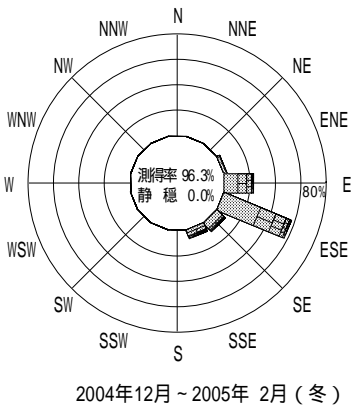 N
NNW
NNE
NW
NE
WNW
ENE
測得率 96.3%
W
80%
E
静 穏 0.0%
WSW
ESE
SW
SE
SSW
SSE
S
2004年12月～2005年 2月（冬）